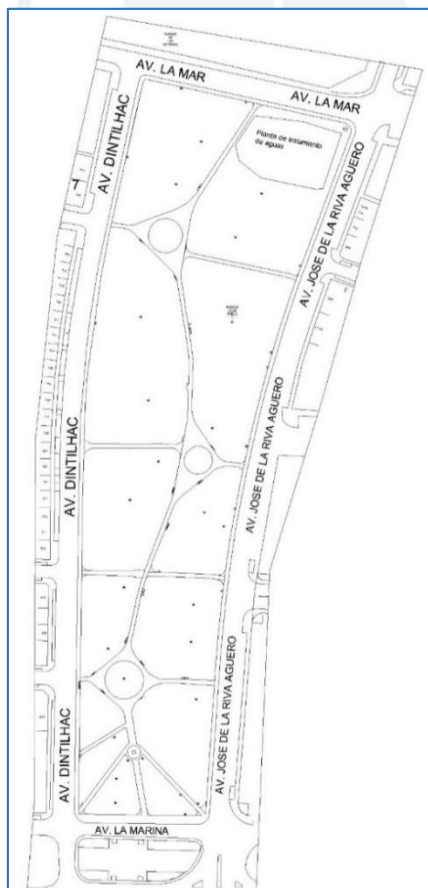 AV. LA MAR
AV. LA MAR
Planta de tratamiento
de aguas
AV. DINTILHAC
AV. JOSE DE LA RIVA AGUERO
AV. DINTILHAC
AV. JOSE DE LA RIVA AGUERO
AV. JOSE DE LA RIVA AGUERO
AV. DINTILHAC
AV. LA MARINA